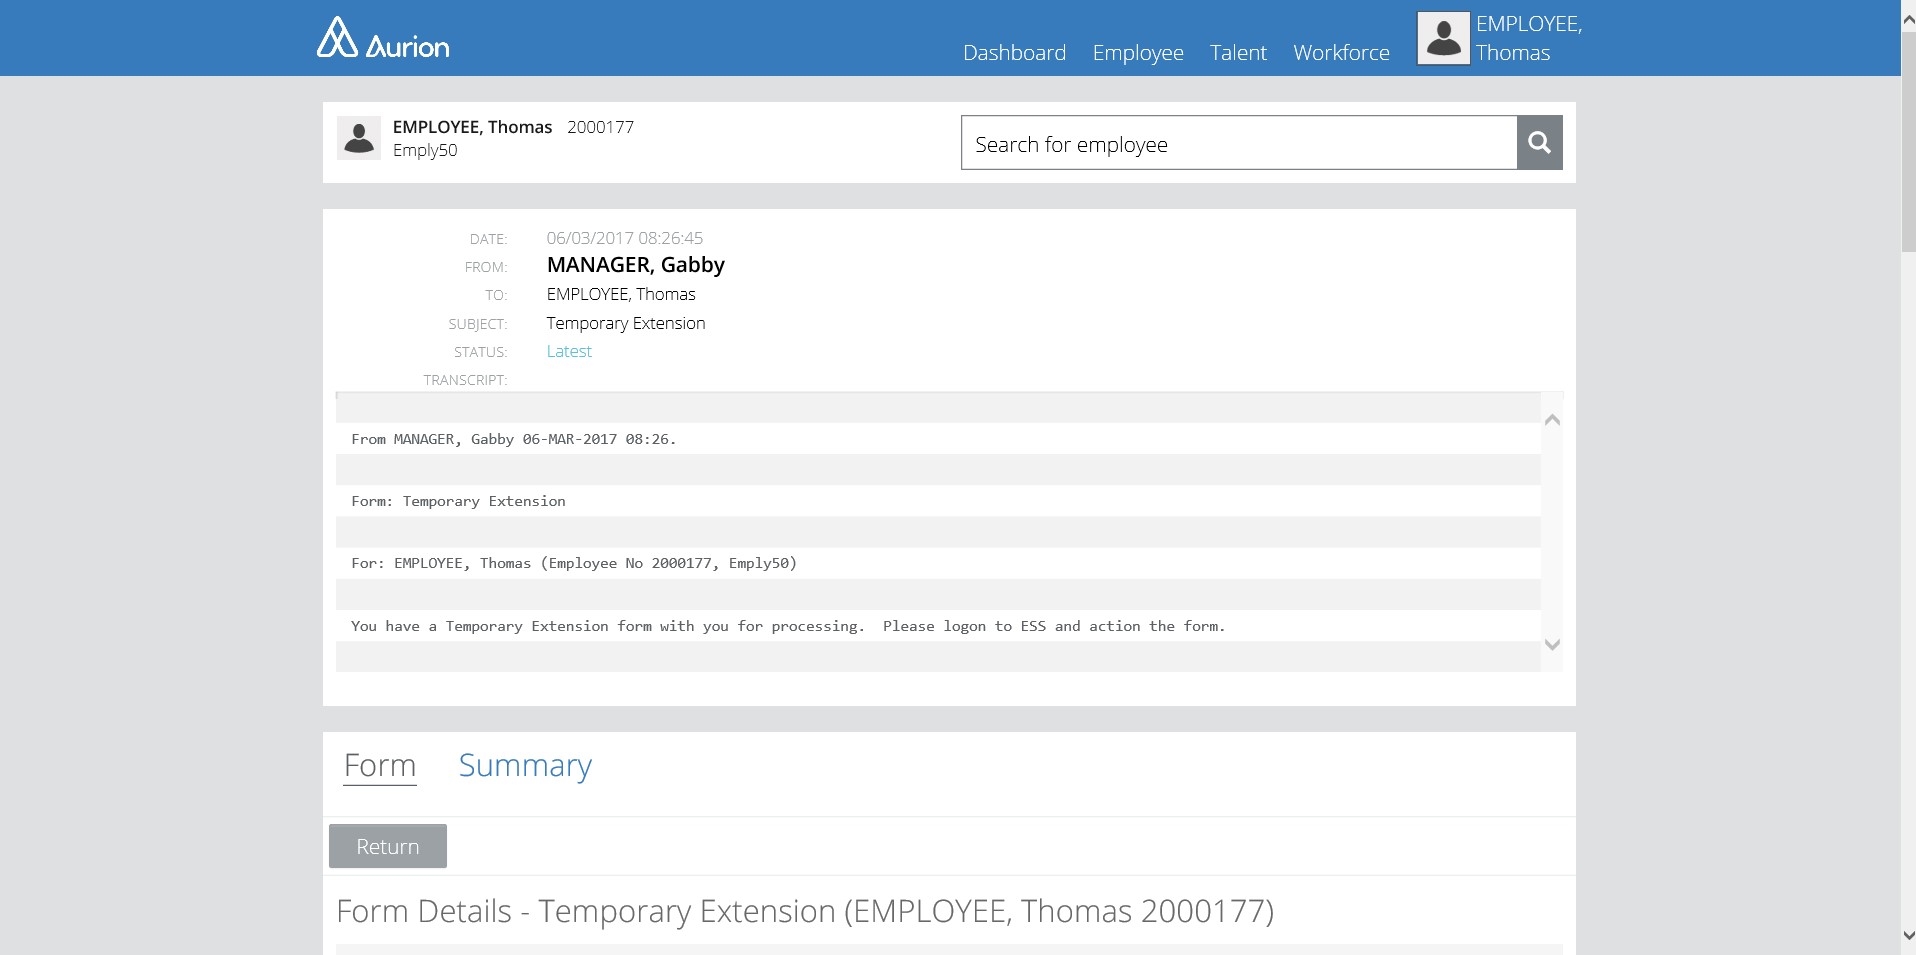 Aurion
Dashboard Employee Talent Workforce EMPLOYEE, Thomas
EMPLOYEE, Thomas 2000177
Emply50
Search for employee
DATE: 06/03/2017 08:26:45
FROM: MANAGER, Gabby
TO: EMPLOYEE, Thomas
SUBJECT: Temporary Extension
STATUS: Latest
TRANSCRIPT:
From MANAGER, Gabby 06-MAR-2017 08:26.
Form: Temporary Extension
For: EMPLOYEE, Thomas (Employee No 2000177, Emply50)
You have a Temporary Extension form with you for processing.  Please logon to ESS and action the form.
Form Summary
Return
Form Details - Temporary Extension (EMPLOYEE, Thomas 2000177)